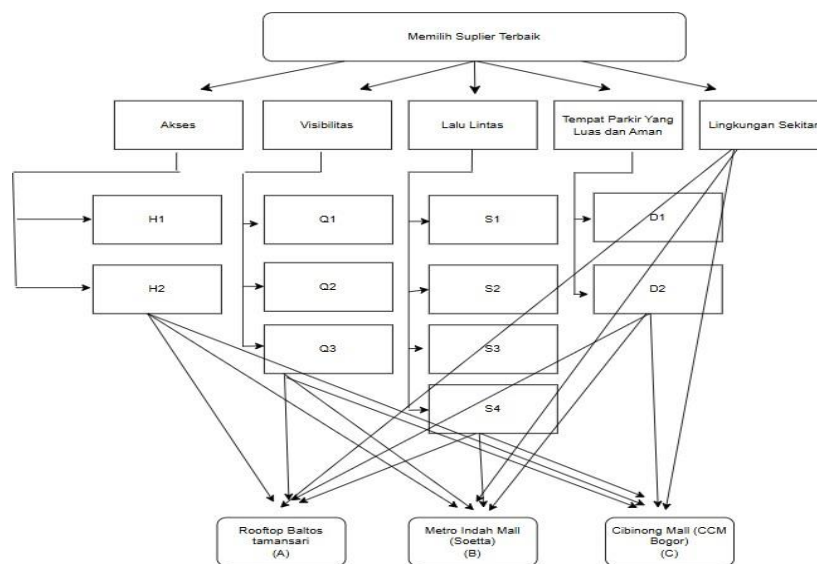 Memilih Suplier Terbaik
Akses
Visibilitas
Lalu Lintas
Tempat Parkir Yang
Luas dan Aman
Lingkungan Sekitar
H1
Q1
S1
D1
H2
Q2
S2
D2
Q3
S3
S4
Rooftop Baltos
tamansari
(A)
Metro Indah Mall
(Soetta)
(B)
Cibinong Mall (CCM
Bogor)
(C)